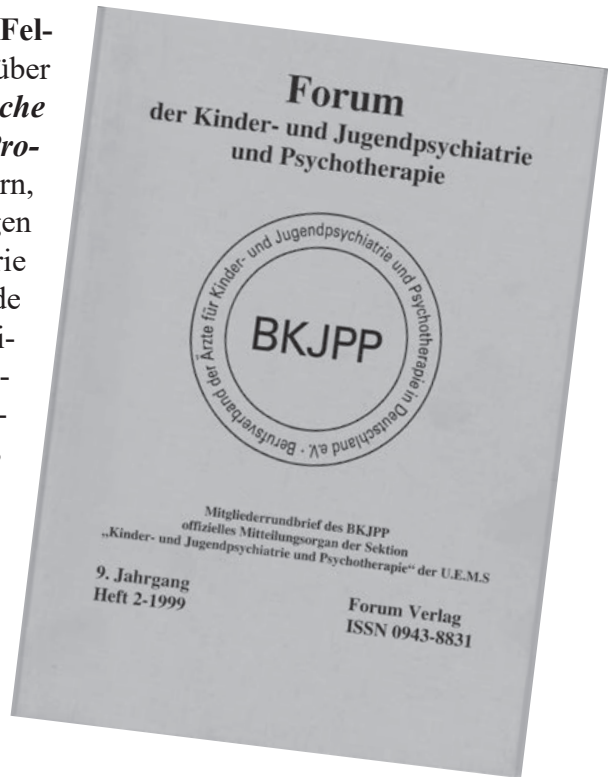 Fel-
über
che
Pro-
rn,
gen
rie
de
i-
-
-
Forum
der Kinder- und Jugendpsychiatrie
und Psychotherapie
Berufsverband der Ärzte für Kinder- und Jugendpsychiatrie und Psychotherapie in Deutschland e.V. ·
BKJPP
Mitgliederrundbrief des BKJPP
offizielles Mitteilungsorgan der Sektion
„Kinder- und Jugendpsychiatrie und Psychotherapie“ der U.E.M.S
9. Jahrgang
Heft 2-1999
Forum Verlag
ISSN 0943-8831